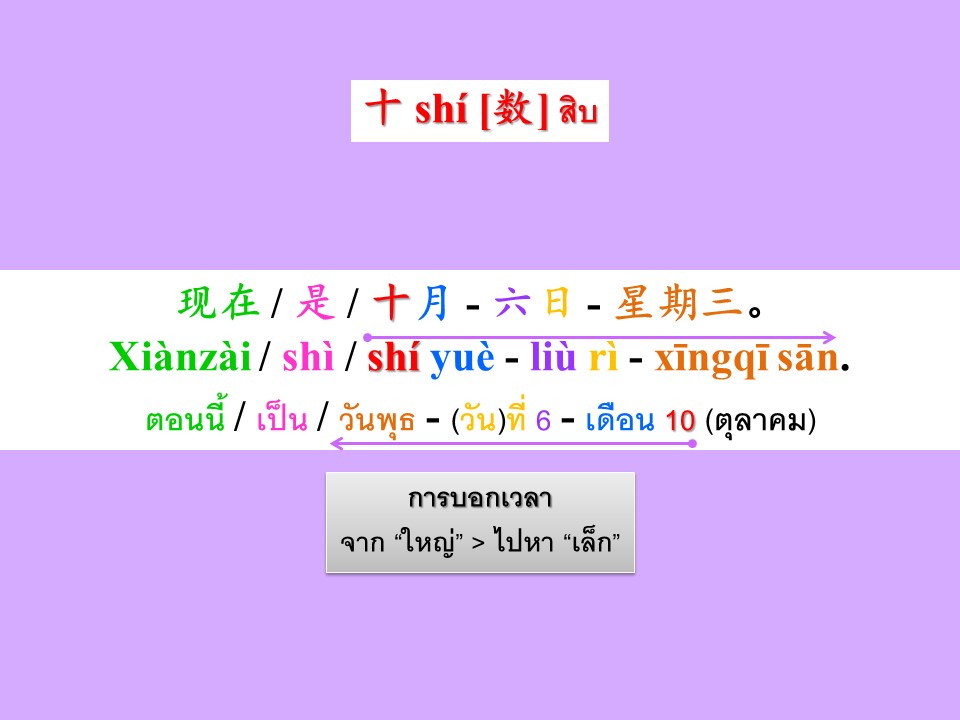 十 shí [数] สิบ
现在 / 是 / 十月 - 六日 - 星期三。
Xiànzài / shì / shí yuè - liù rì - xīngqī sān.
ตอนนี้ / เป็น / วันพุธ - (วัน)ที่ 6 - เดือน 10 (ตุลาคม)
การบอกเวลา
จาก “ใหญ่” > ไปหา “เล็ก”